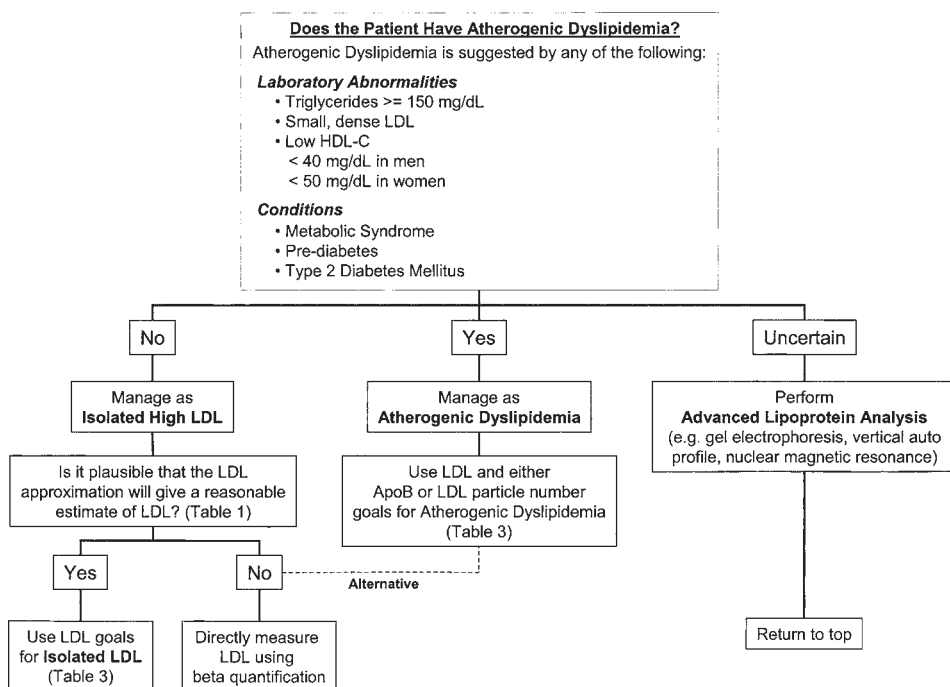 Does the Patient Have Atherogenic Dyslipidemia?
Atherogenic Dyslipidemia is suggested by any of the following:
Laboratory Abnormalities
• Triglycerides >= 150 mg/dL
• Small, dense LDL
• Low HDL-C
< 40 mg/dL in men
< 50 mg/dL in women
Conditions
• Metabolic Syndrome
• Pre-diabetes
• Type 2 Diabetes Mellitus
No
Yes
Uncertain
Manage as
Isolated High LDL
Manage as
Atherogenic Dyslipidemia
Perform
Advanced Lipoprotein Analysis
(e.g. gel electrophoresis, vertical auto
profile, nuclear magnetic resonance)
Is it plausible that the LDL
approximation will give a reasonable
estimate of LDL? (Table 1)
Use LDL and either
ApoB or LDL particle number
goals for Atherogenic Dyslipidemia
(Table 3)
Yes
No
Alternative
Use LDL goals
for Isolated LDL
(Table 3)
Directly measure
LDL using
beta quantification
Return to top